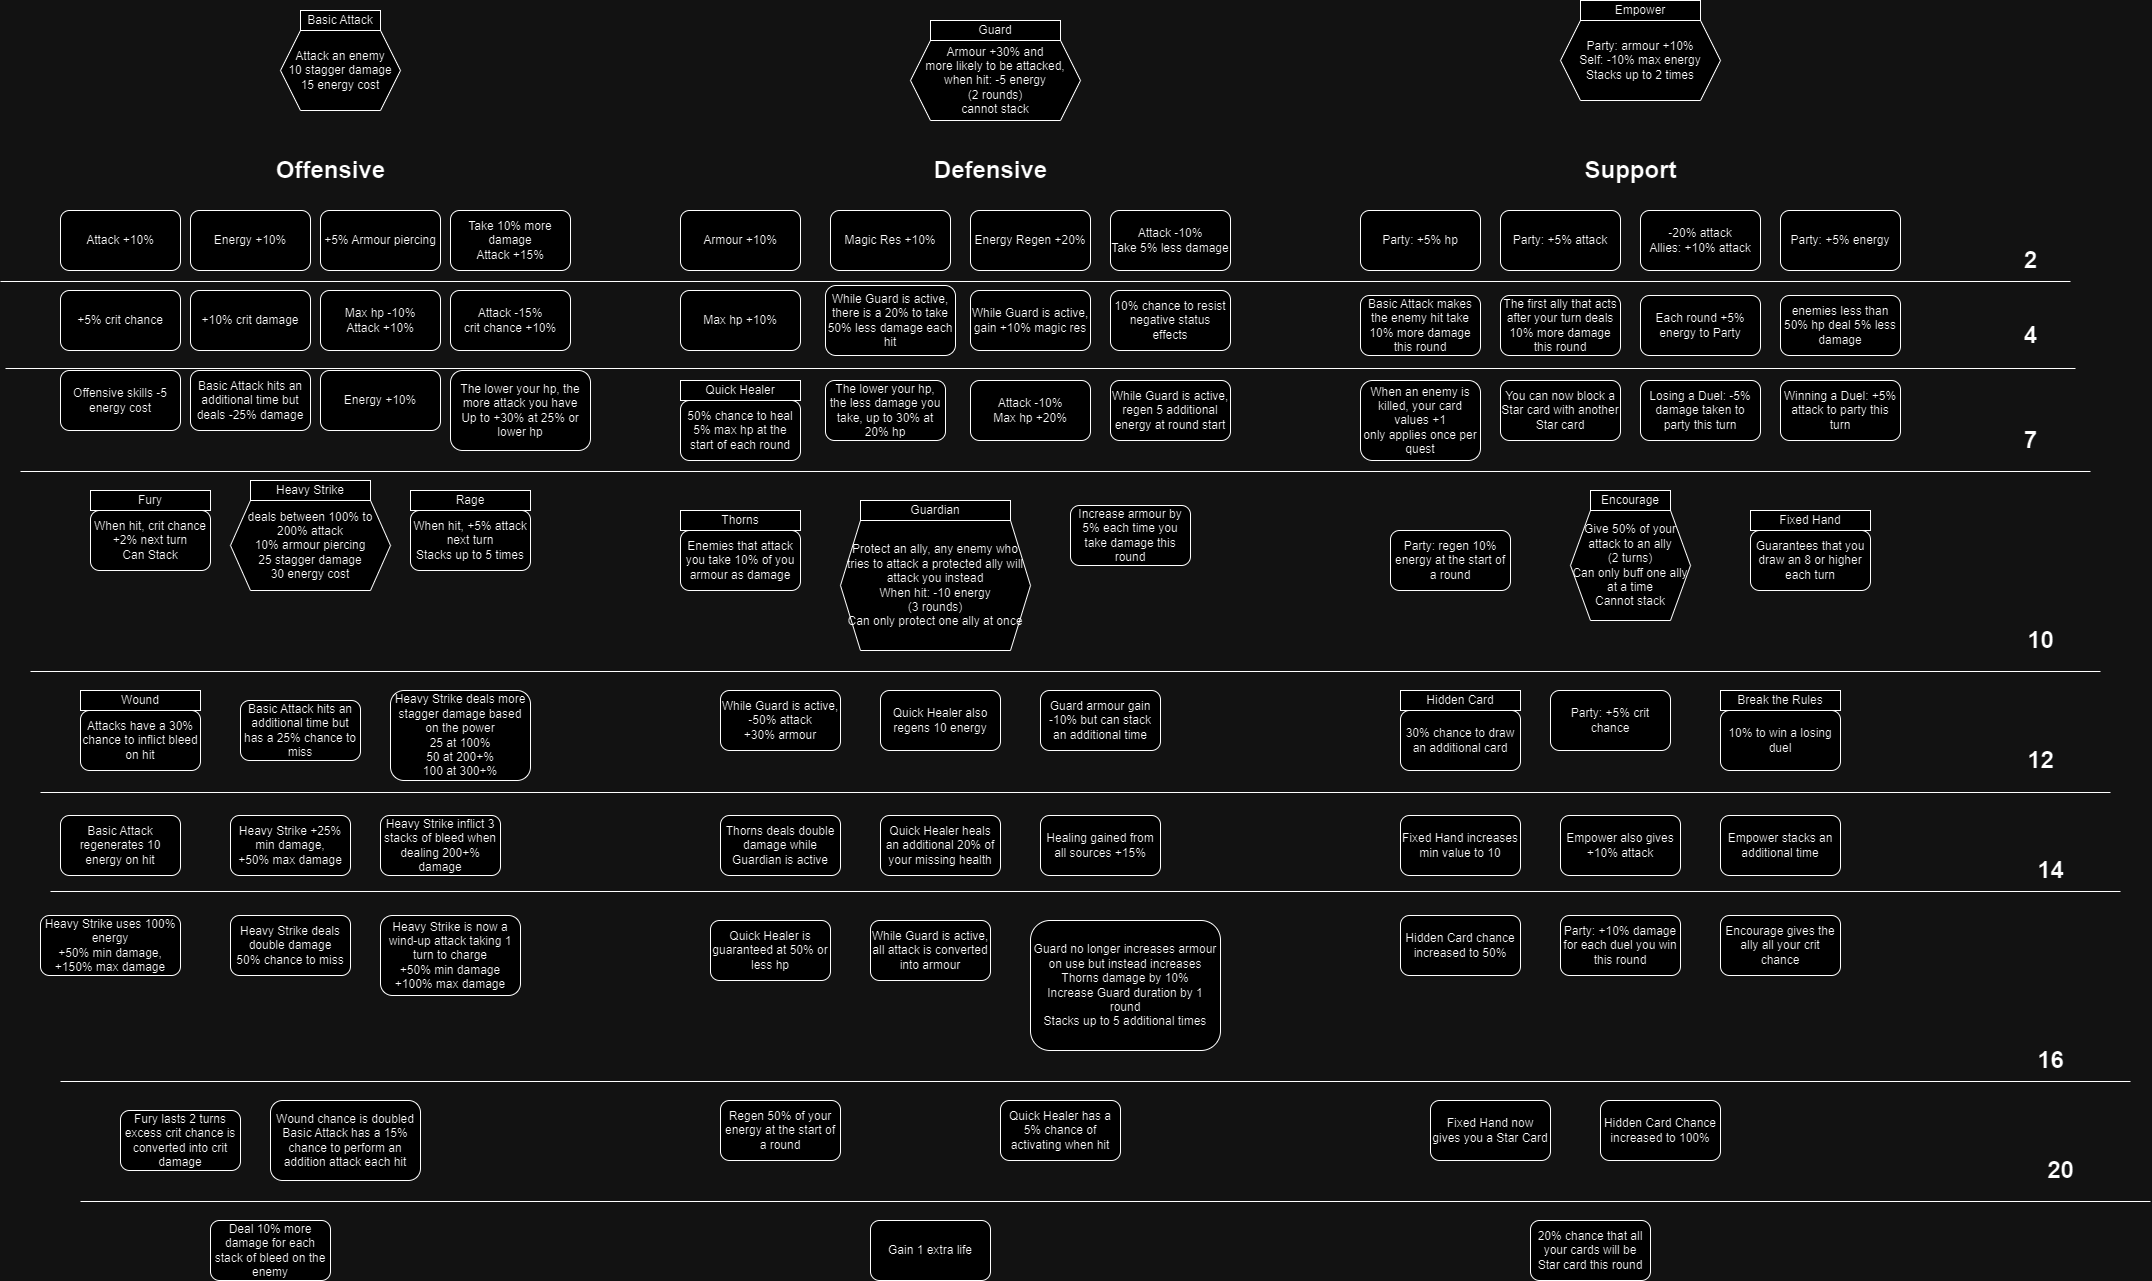 Basic Attack
Attack an enemy
10 stagger damage
15 energy cost
Guard
Armour +30% and
more likely to be attacked,
when hit: -5 energy
(2 rounds)
cannot stack
Empower
Party: armour +10%
Self: -10% max energy
Stacks up to 2 times
Offensive
Defensive
Support
Attack +10%
Energy +10%
+5% Armour piercing
Take 10% more
damage
Attack +15%
Armour +10%
Magic Res +10%
Energy Regen +20%
Attack -10%
Take 5% less damage
Party: +5% hp
Party: +5% attack
-20% attack
Allies: +10% attack
Party: +5% energy
2
+5% crit chance
+10% crit damage
Max hp -10%
Attack +10%
Attack -15%
crit chance +10%
Max hp +10%
While Guard is active,
there is a 20% to take
50% less damage each
hit
While Guard is active,
gain +10% magic res
10% chance to resist
negative status
effects
Basic Attack makes
the enemy hit take
10% more damage
this round
The first ally that acts
after your turn deals
10% more damage
this round
Each round +5%
energy to Party
enemies less than
50% hp deal 5% less
damage
4
Offensive skills -5
energy cost
Basic Attack hits an
additional time but
deals -25% damage
Energy +10%
The lower your hp, the
more attack you have
Up to +30% at 25% or
lower hp
Quick Healer
50% chance to heal
5% max hp at the
start of each round
The lower your hp,
the less damage you
take, up to 30% at
20% hp
Attack -10%
Max hp +20%
While Guard is active,
regen 5 additional
energy at round start
When an enemy is
killed, your card
values +1
only applies once per
quest
You can now block a
Star card with another
Star card
Losing a Duel: -5%
damage taken to
party this turn
Winning a Duel: +5%
attack to party this
turn
7
Fury
When hit, crit chance
+2% next turn
Can Stack
Heavy Strike
deals between 100% to
200% attack
10% armour piercing
25 stagger damage
30 energy cost
Rage
When hit, +5% attack
next turn
Stacks up to 5 times
Thorns
Enemies that attack
you take 10% of you
armour as damage
Guardian
Protect an ally, any enemy who
tries to attack a protected ally will
attack you instead
When hit: -10 energy
(3 rounds)
Can only protect one ally at once
Increase armour by
5% each time you
take damage this
round
Party: regen 10%
energy at the start of
a round
Encourage
Give 50% of your
attack to an ally
(2 turns)
Can only buff one ally
at a time
Cannot stack
Fixed Hand
Guarantees that you
draw an 8 or higher
each turn
10
Wound
Attacks have a 30%
chance to inflict bleed
on hit
Basic Attack hits an
additional time but
has a 25% chance to
miss
Heavy Strike deals more
stagger damage based
on the power
25 at 100%
50 at 200+%
100 at 300+%
While Guard is active,
-50% attack
+30% armour
Quick Healer also
regens 10 energy
Guard armour gain
-10% but can stack
an additional time
Hidden Card
30% chance to draw
an additional card
Party: +5% crit
chance
Break the Rules
10% to win a losing
duel
12
Basic Attack
regenerates 10
energy on hit
Heavy Strike +25%
min damage,
+50% max damage
Heavy Strike inflict 3
stacks of bleed when
dealing 200+%
damage
Thorns deals double
damage while
Guardian is active
Quick Healer heals
an additional 20% of
your missing health
Healing gained from
all sources +15%
Fixed Hand increases
min value to 10
Empower also gives
+10% attack
Empower stacks an
additional time
14
Heavy Strike uses 100%
energy
+50% min damage,
+150% max damage
Heavy Strike deals
double damage
50% chance to miss
Heavy Strike is now a
wind-up attack taking 1
turn to charge
+50% min damage
+100% max damage
Quick Healer is
guaranteed at 50% or
less hp
While Guard is active,
all attack is converted
into armour
Guard no longer increases armour
on use but instead increases
Thorns damage by 10%
Increase Guard duration by 1
round
Stacks up to 5 additional times
Hidden Card chance
increased to 50%
Party: +10% damage
for each duel you win
this round
Encourage gives the
ally all your crit
chance
16
Fury lasts 2 turns
excess crit chance is
converted into crit
damage
Wound chance is doubled
Basic Attack has a 15%
chance to perform an
addition attack each hit
Regen 50% of your
energy at the start of
a round
Quick Healer has a
5% chance of
activating when hit
Fixed Hand now
gives you a Star Card
Hidden Card Chance
increased to 100%
20
Deal 10% more
damage for each
stack of bleed on the
enemy
Gain 1 extra life
20% chance that all
your cards will be
Star card this round